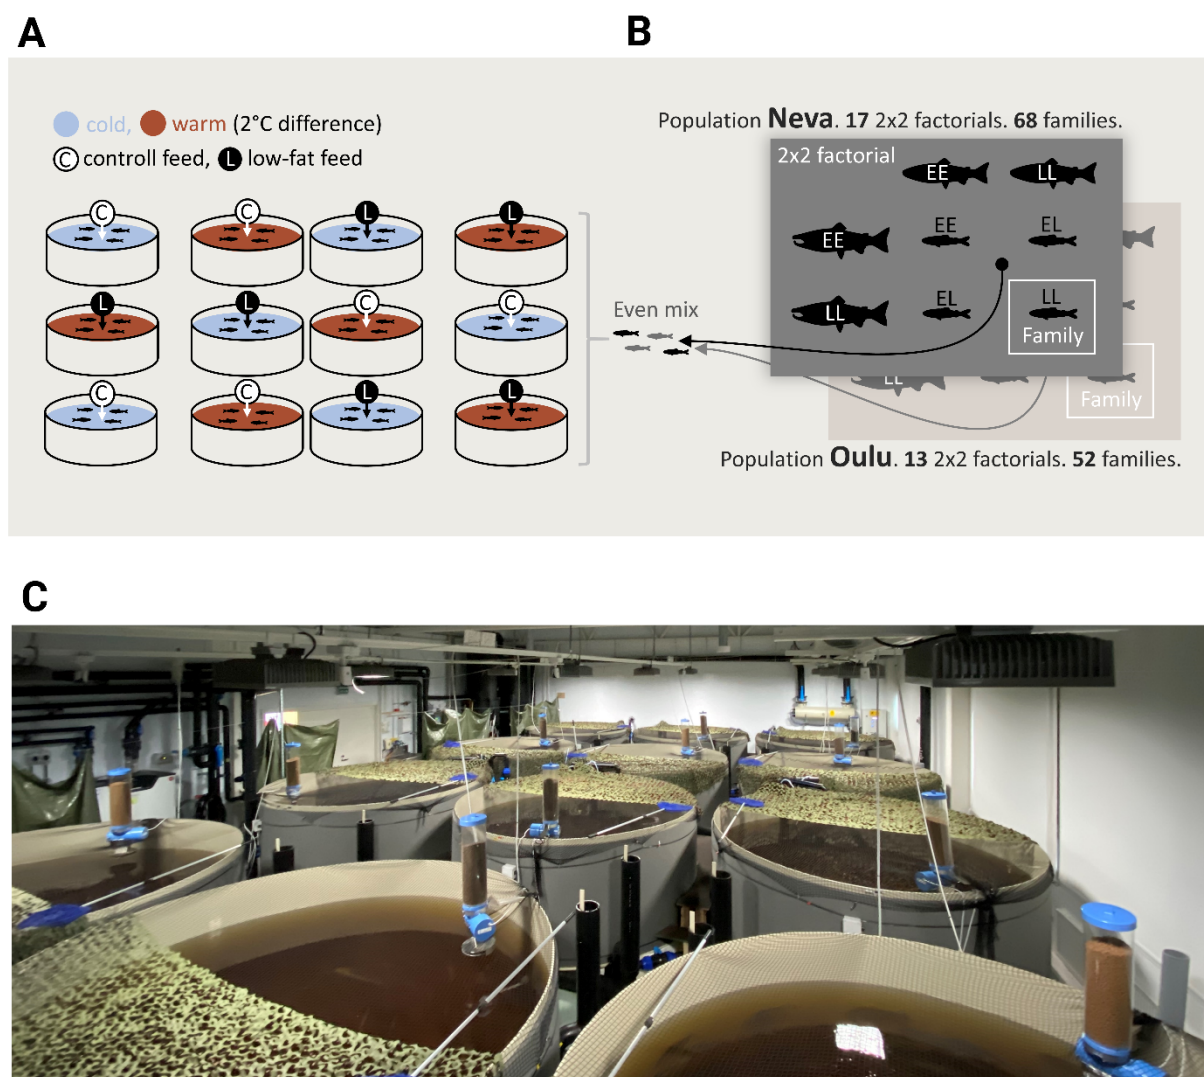 A
B
cold, warm (2°C difference)
C controll feed, L low-fat feed
C C L L
L L C C
C C L L
Even mix
Population Neva. 17 2x2 factorials. 68 families.
2x2 factorial
EE LL
EE EE EL
LL EL LL
Family
LL
Family
Population Oulu. 13 2x2 factorials. 52 families.
C